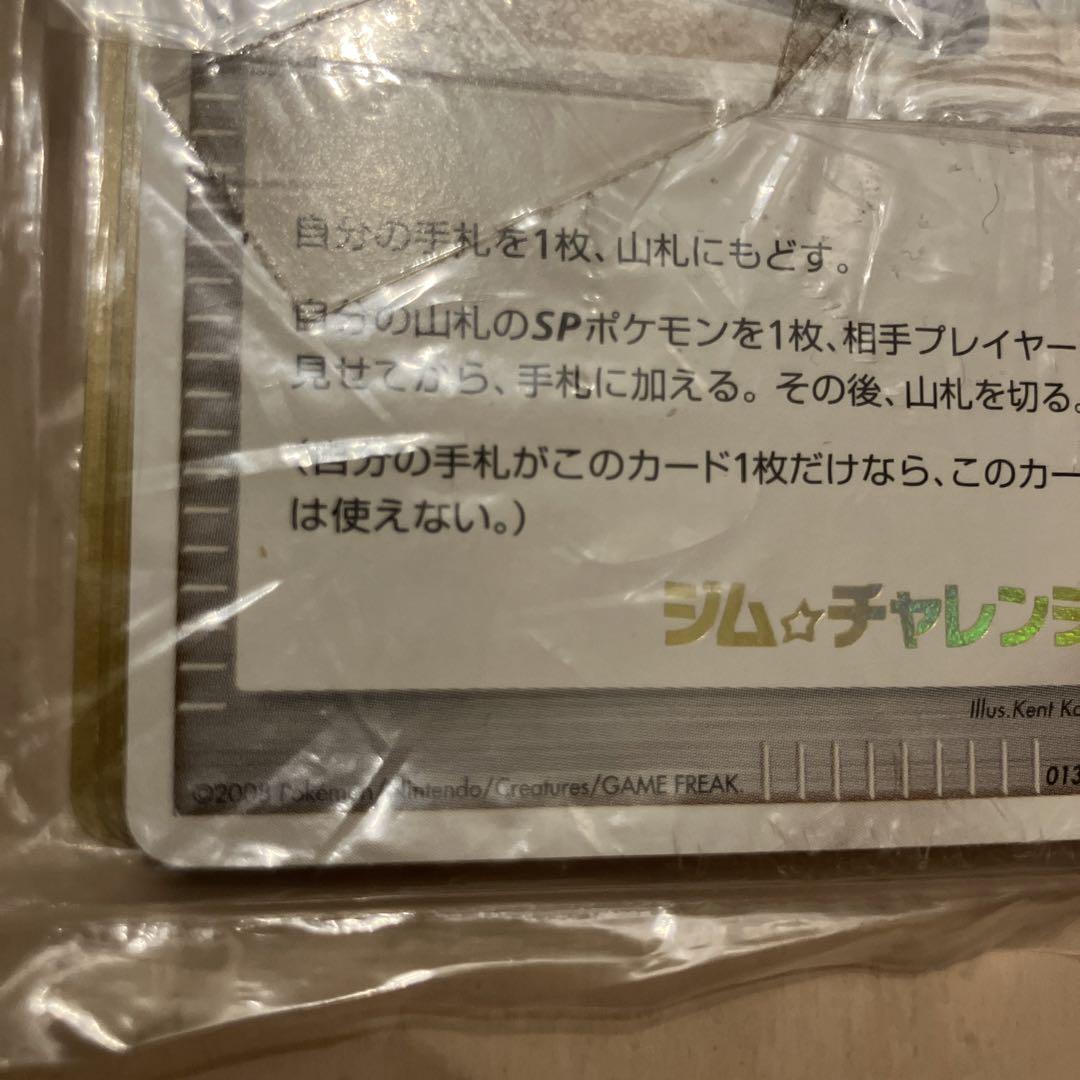 自分の手札を1枚、山札にもどす。
自分の山札のSPポケモンを1枚、相手プレイヤー
見せてから、手札に加える。その後、山札を切る。
(自分の手札がこのカード1枚だけなら、このカー
は使えない。)
ジム☆チャレン
Illus.Kent
©2008 Pokémon/Nintendo/Creatures/GAME FREAK.
013